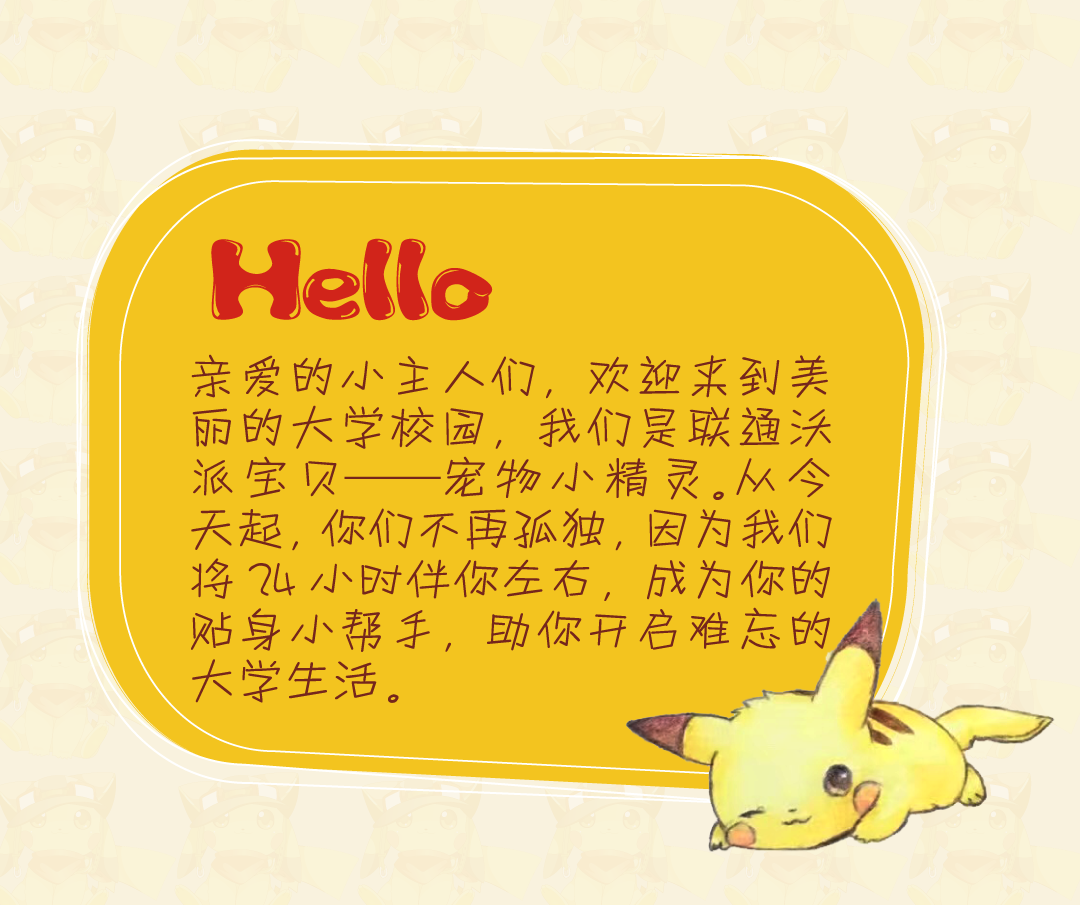 Hello
亲爱的小主人们，欢迎来到美
丽的大学校园，我们是联通沃
派宝贝——宠物小精灵。从今
天起，你们不再孤独，因为我们
将24小时伴你左右，成为你的
贴身小帮手，助你开启难忘的
大学生活。